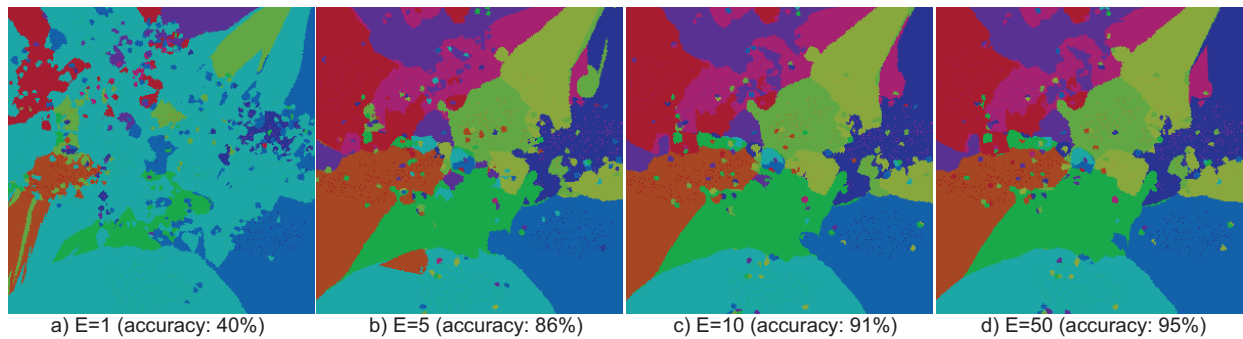 a) E=1 (accuracy: 40%)
b) E=5 (accuracy: 86%)
c) E=10 (accuracy: 91%)
d) E=50 (accuracy: 95%)